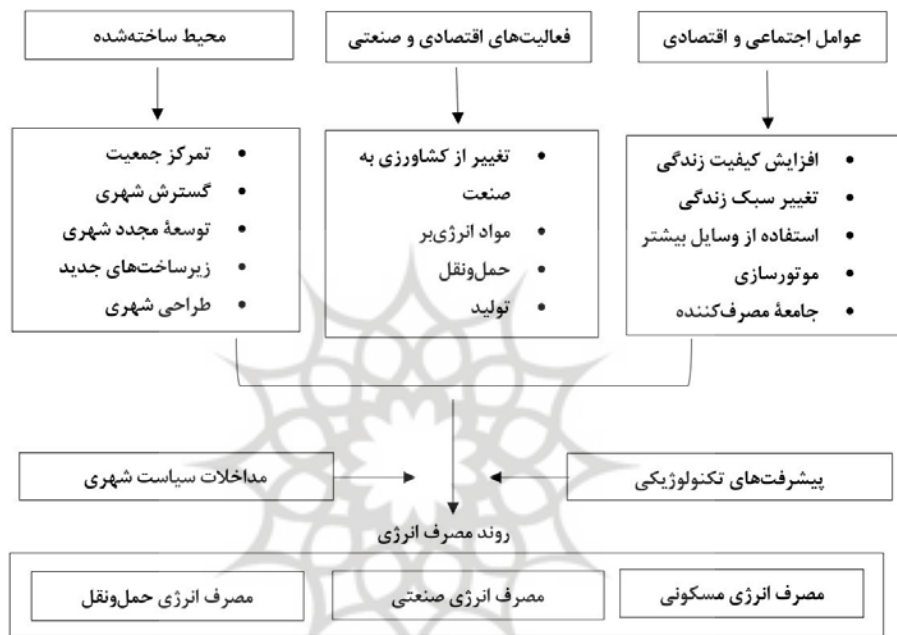 عوامل اجتماعی و اقتصادی
فعالیت‌های اقتصادی و صنعتی
محیط ساخته‌شده
• افزایش کیفیت زندگی
• تغییر سبک زندگی
• استفاده از وسایل بیشتر
• موتورسازی
• جامعهٔ مصرف‌کننده
• تغییر از کشاورزی به
صنعت
• مواد انرژی‌بر
• حمل‌ونقل
• تولید
• تمرکز جمعیت
• گسترش شهری
• توسعهٔ مجدد شهری
• زیرساخت‌های جدید
• طراحی شهری
پیشرفت‌های تکنولوژیکی
مداخلات سیاست شهری
روند مصرف انرژی
مصرف انرژی مسکونی
مصرف انرژی صنعتی
مصرف انرژی حمل‌ونقل